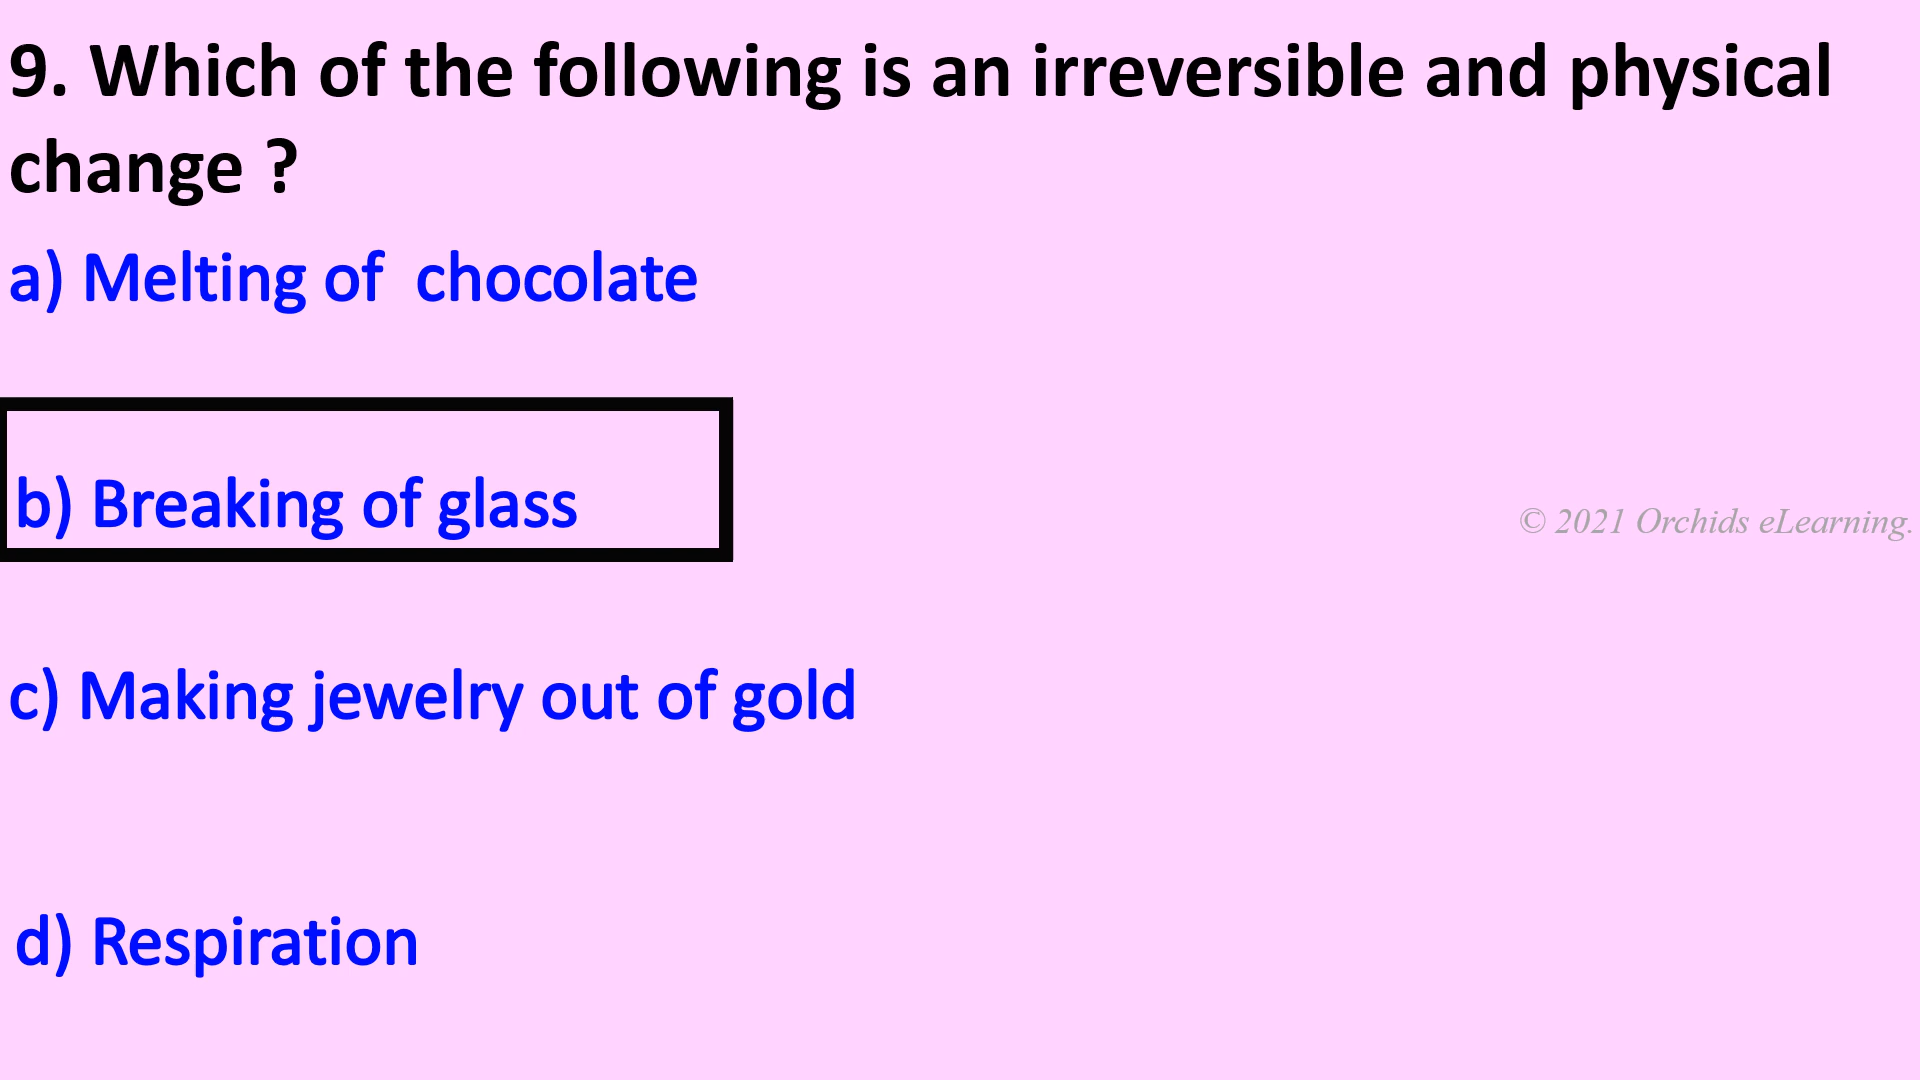 9. Which of the following is an irreversible and physical
change ?
a) Melting of  chocolate
b) Breaking of glass
© 2021 Orchids eLearning.
c) Making jewelry out of gold
d) Respiration